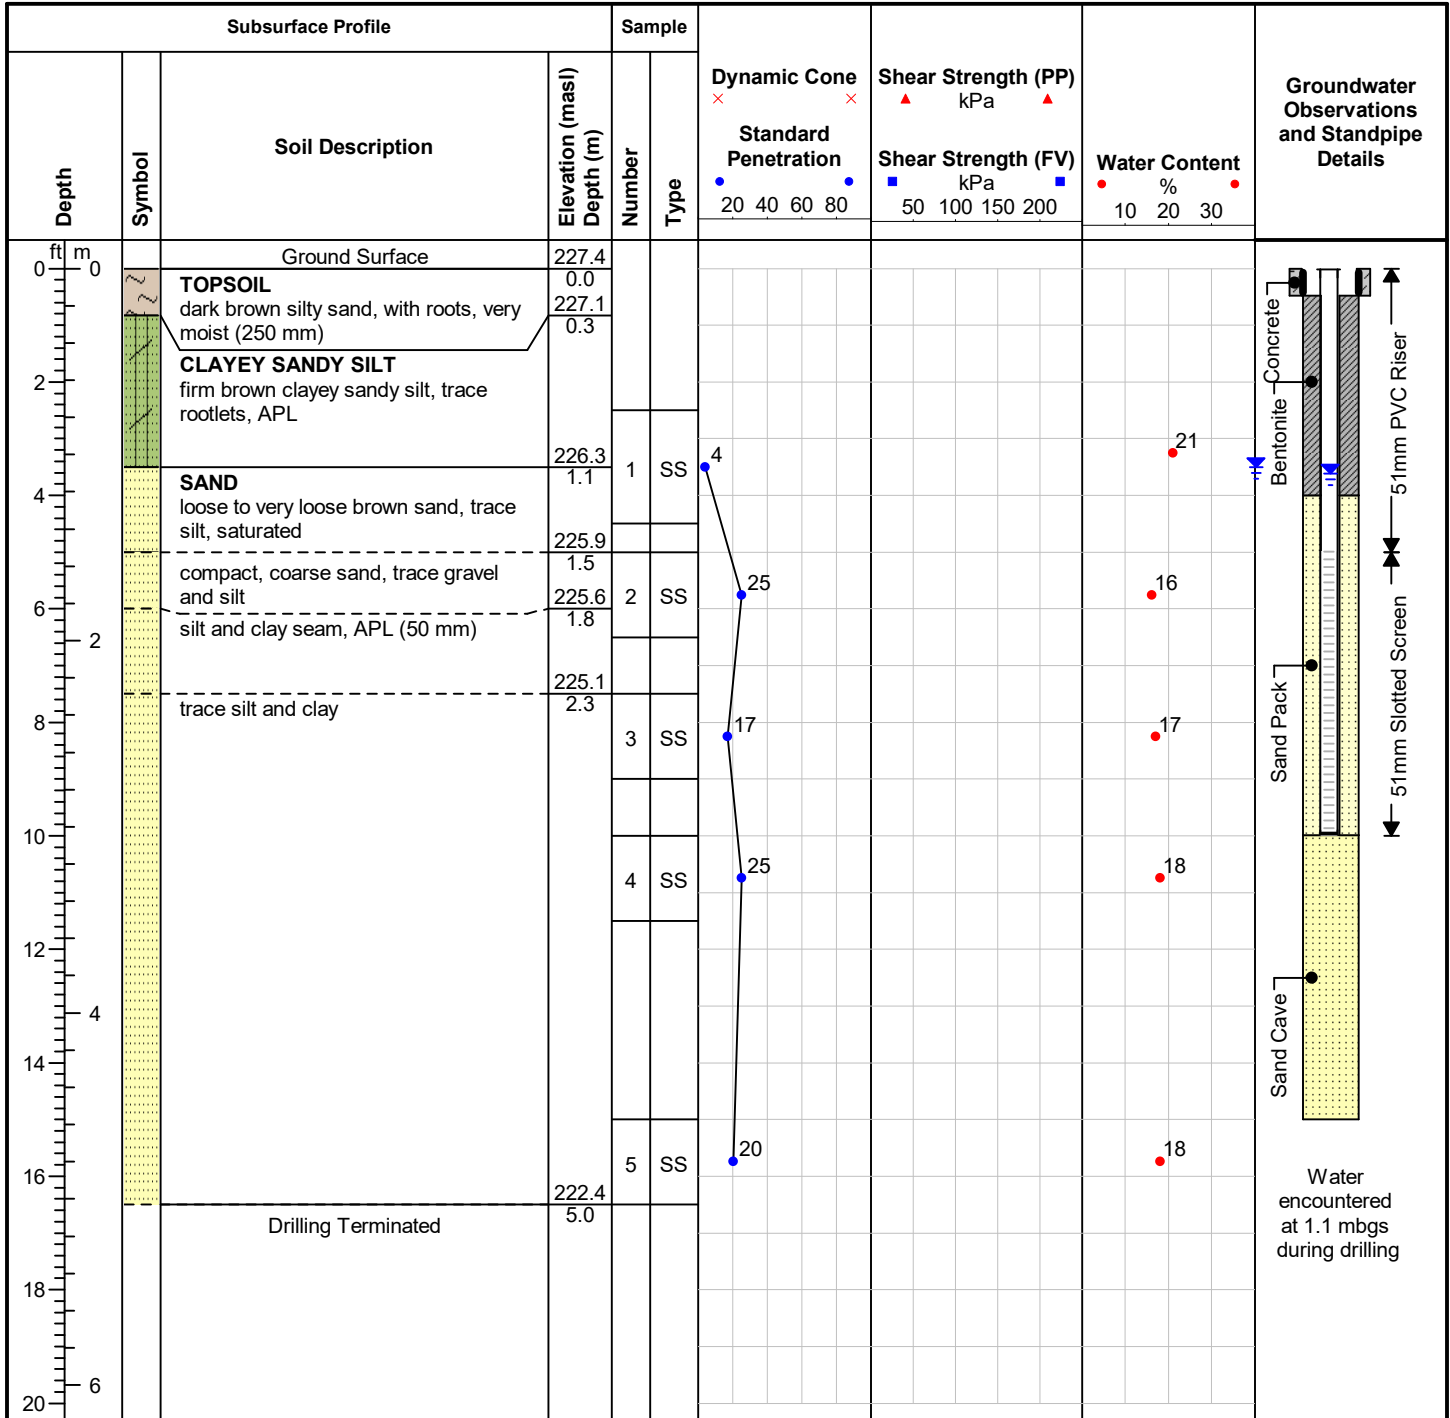 Subsurface Profile
Sample
Depth
Symbol
Soil Description
Elevation (masl)
Depth (m)
Number
Type
Dynamic Cone
Standard
Penetration
20 40 60 80
Shear Strength (PP)
kPa
Shear Strength (FV)
kPa
50 100 150 200
Water Content
%
10 20 30
Groundwater
Observations
and Standpipe
Details
ft m
0 0
2
4
6
2
8
10
12
4
14
16
18
6
20
Ground Surface
227.4
0.0
TOPSOIL
dark brown silty sand, with roots, very
moist (250 mm)
227.1
0.3
CLAYEY SANDY SILT
firm brown clayey sandy silt, trace
rootlets, APL
226.3
1.1
SAND
loose to very loose brown sand, trace
silt, saturated
225.9
1.5
compact, coarse sand, trace gravel
and silt
225.6
1.8
silt and clay seam, APL (50 mm)
225.1
2.3
trace silt and clay
222.4
5.0
Drilling Terminated
1 SS
2 SS
3 SS
4 SS
5 SS
4
25
17
25
20
21
16
17
18
18
Concrete
Bentonite
Sand Pack
Sand Cave
51mm PVC Riser
51mm Slotted Screen
Water
encountered
at 1.1 mbgs
during drilling